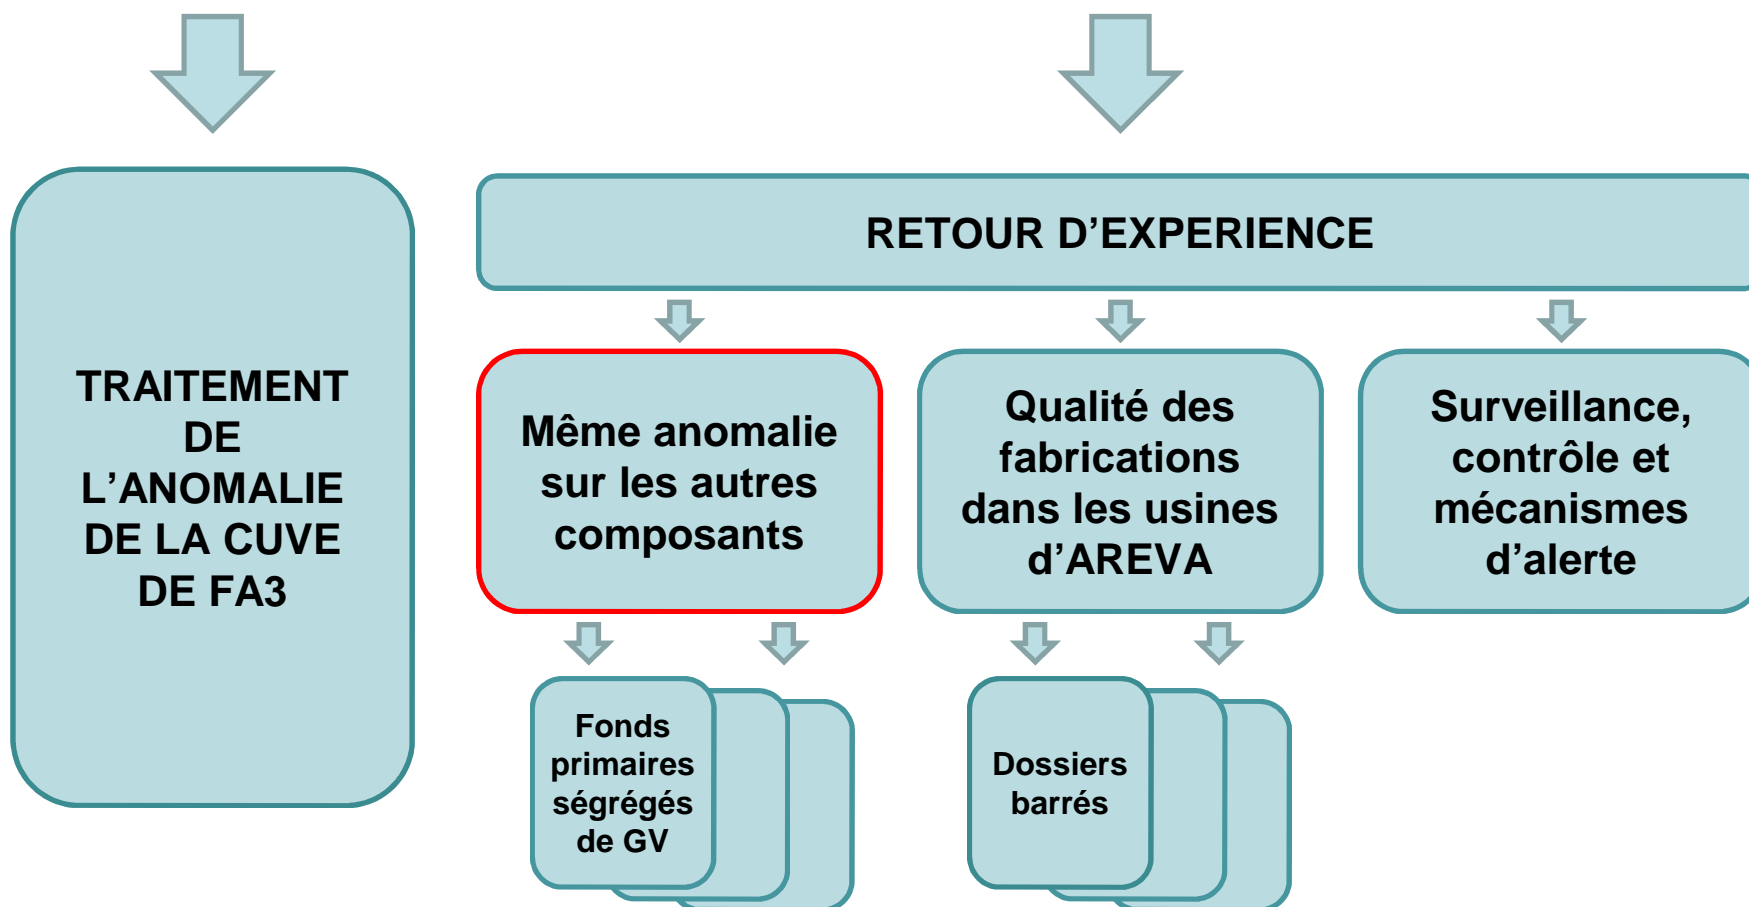 TRAITEMENT
DE
L’ANOMALIE
DE LA CUVE
DE FA3
RETOUR D’EXPERIENCE
Même anomalie
sur les autres
composants
Qualité des
fabrications
dans les usines
d’AREVA
Surveillance,
contrôle et
mécanismes
d’alerte
Fonds
primaires
ségrégés
de GV
Dossiers
barrés